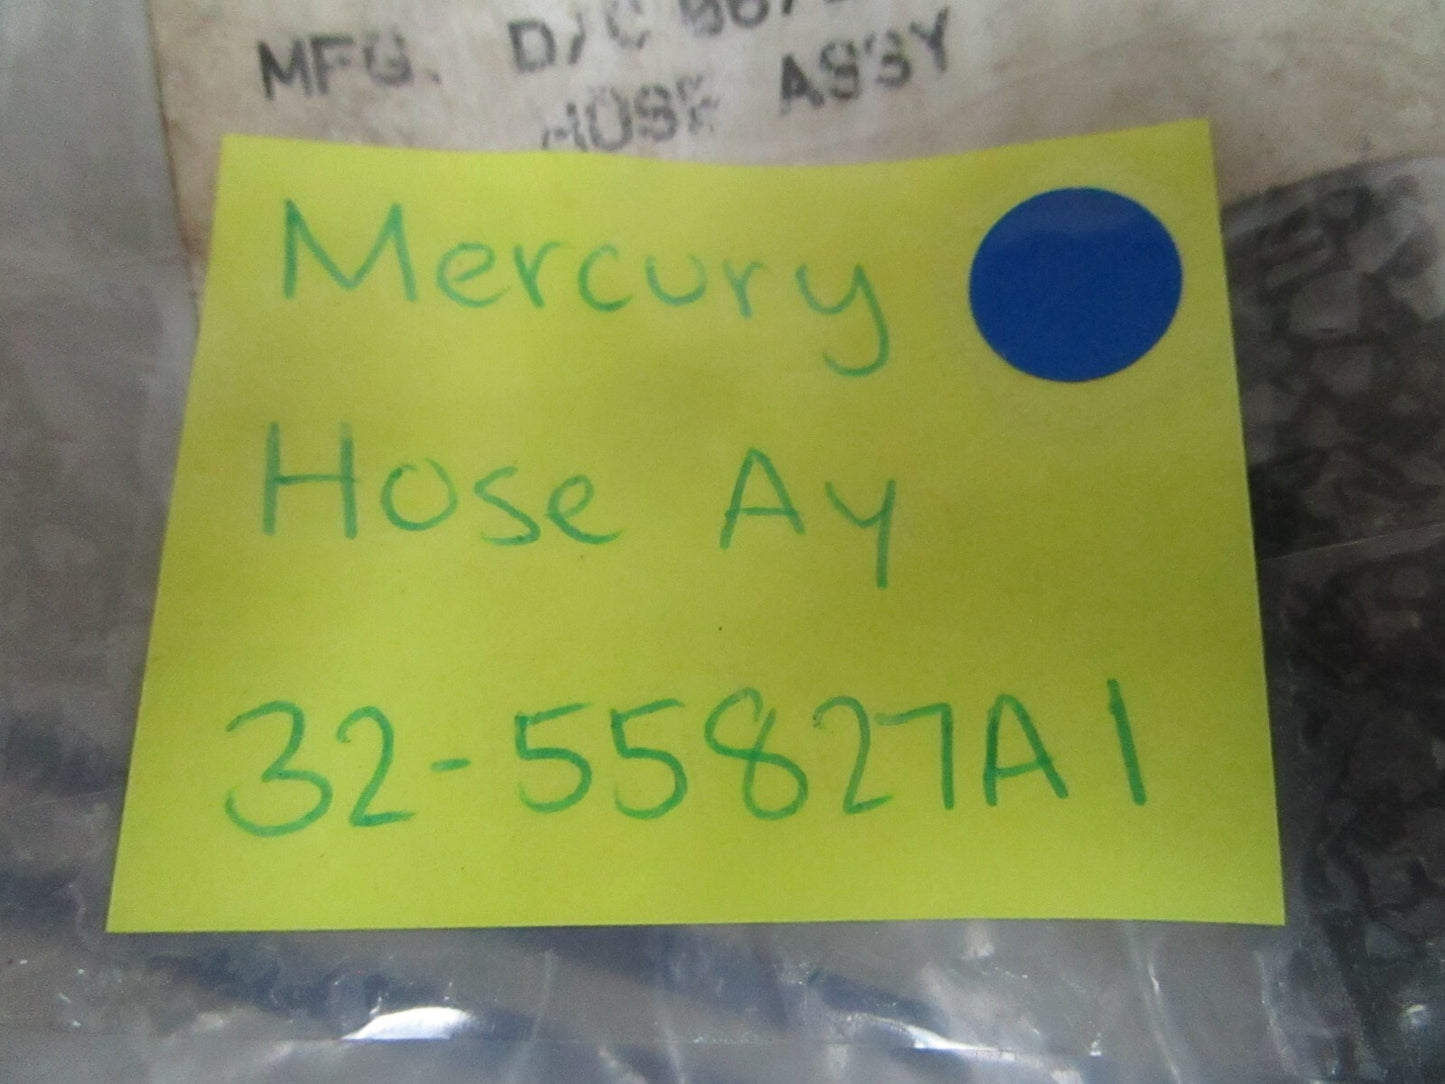 MFG. D/C
HOSE ASSY
Mercury
Hose Ay
32-55827A1